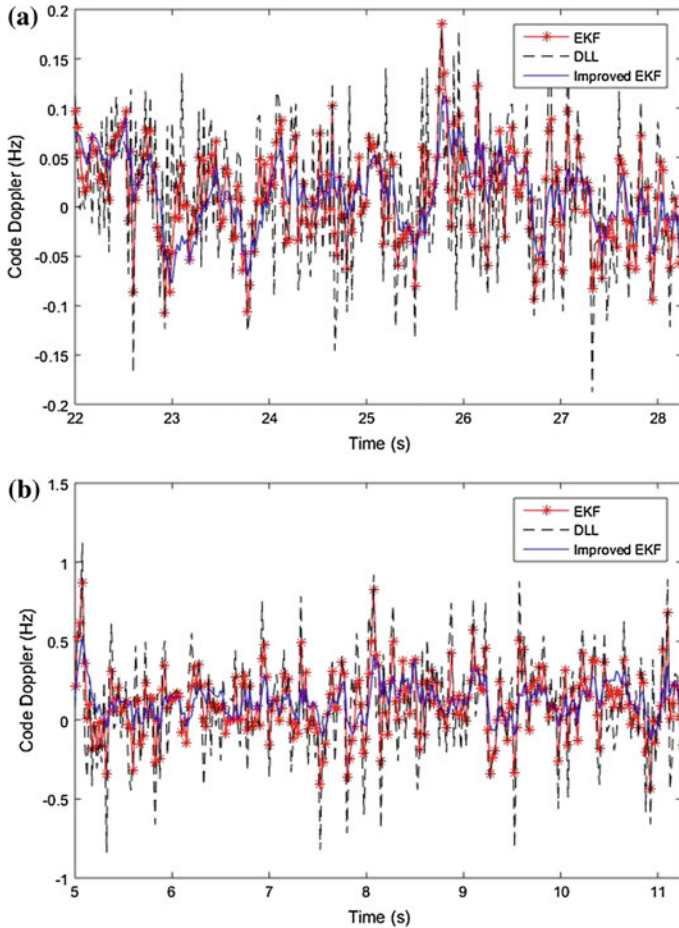 (a)
0.2
0.15
0.1
0.05
0
-0.05
-0.1
-0.15
-0.2
Code Doppler (Hz)
EKF
DLL
Improved EKF
22 23 24 25 26 27 28
Time (s)
(b)
1.5
1
0.5
0
-0.5
-1
Code Doppler (Hz)
EKF
DLL
Improved EKF
5 6 7 8 9 10 11
Time (s)